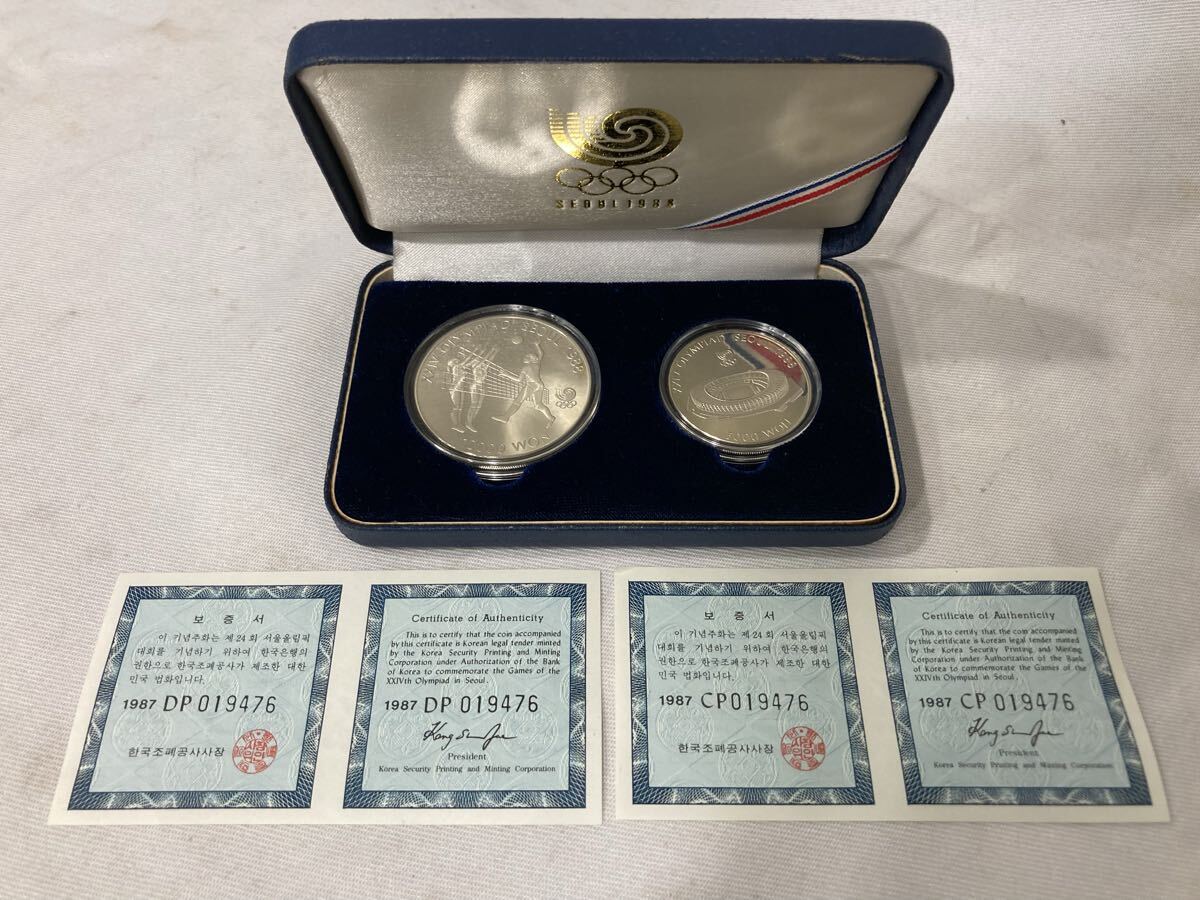 SEOUL 1988
XXIV OLYMPIAD SEOUL 1988
10000 WON
XXIV OLYMPIAD SEOUL 1988
5000 WON
보 증 서
이 기념주화는 제24회 서울올림픽
대회를 기념하기 위하여 한국은행의
권한으로 한국조폐공사가 제조한 대한
민국 법화입니다.
1987 DP 019476
한국조폐공사사장
Certificate of Authenticity
This is to certify that the coin accompanied
by this certificate is Korean legal tender minted
by the Korea Security Printing and Minting
Corporation under Authorization of the Bank
of Korea to commemorate the Games of the
XXIVth Olympiad in Seoul.
1987 DP 019476
President
Korea Security Printing and Minting Corporation
보 증 서
이 기념주화는 제24회 서울올림픽
대회를 기념하기 위하여 한국은행의
권한으로 한국조폐공사가 제조한 대한
민국 법화입니다.
1987 CP019476
한국조폐공사사장
Certificate of Authenticity
This is to certify that the coin accompanied
by this certificate is Korean legal tender minted
by the Korea Security Printing and Minting
Corporation under Authorization of the Bank
of Korea to commemorate the Games of the
XXIVth Olympiad in Seoul.
1987 CP 019476
President
Korea Security Printing and Minting Corporation